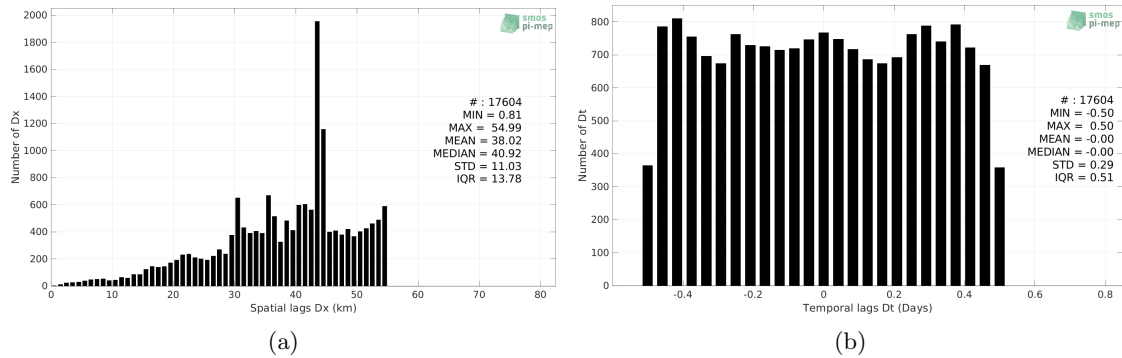 smos
pi-mep
2000
1800
1600
1400
1200
1000
800
600
400
200
0
Number of Dx
# : 17604
MIN = 0.81
MAX = 54.99
MEAN = 38.02
MEDIAN = 40.92
STD = 11.03
IQR = 13.78
0 10 20 30 40 50 60 70 80
Spatial lags Dx (km)
(a)
smos
pi-mep
800
700
600
500
400
300
200
100
0
Number of Dt
# : 17604
MIN = -0.50
MAX = 0.50
MEAN = -0.00
MEDIAN = -0.00
STD = 0.29
IQR = 0.51
-0.4 -0.2 0 0.2 0.4 0.6 0.8
Temporal lags Dt (Days)
(b)